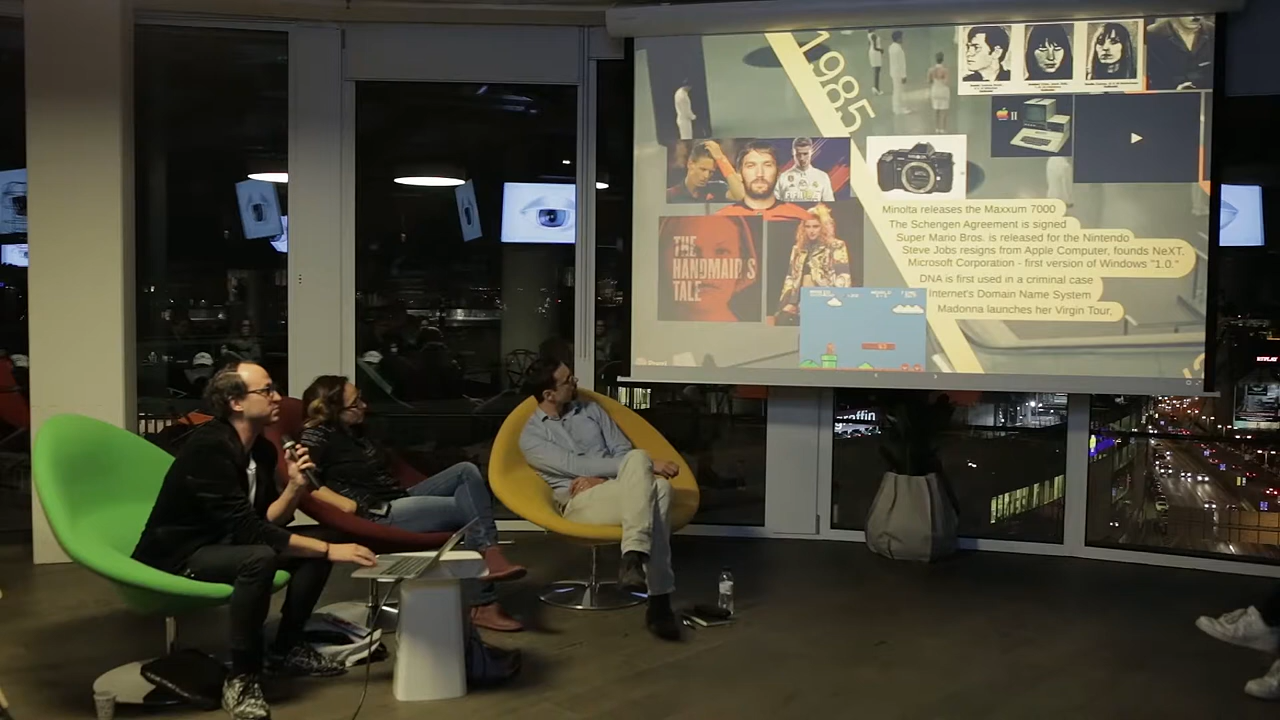 1985
II
Minolta releases the Maxxum 7000
The Schengen Agreement is signed
Super Mario Bros. is released for the Nintendo
Steve Jobs resigns from Apple Computer, founds NeXT.
Microsoft Corporation - first version of Windows "1.0."
DNA is first used in a criminal case
Internet's Domain Name System
Madonna launches her Virgin Tour,
THE
HANDMAID'S
TALE
Prezi